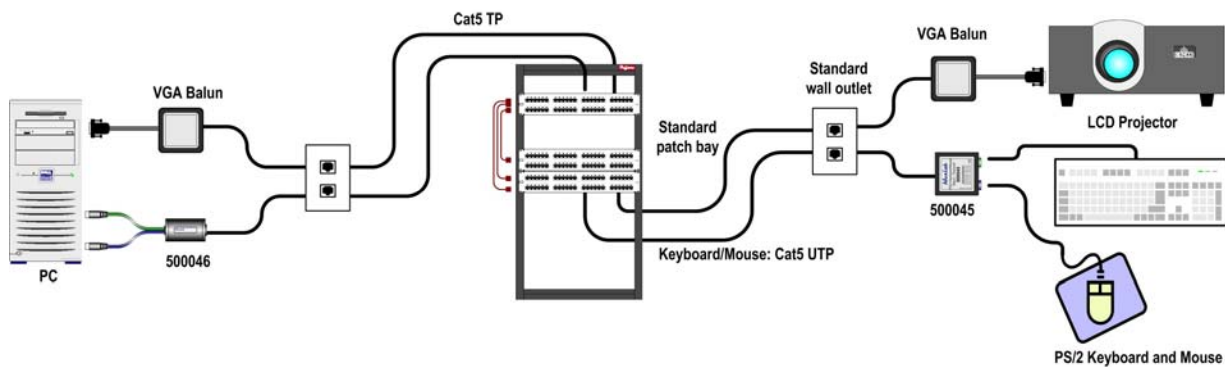 Cat5 TP
VGA Balun
VGA Balun
Standard
wall outlet
LCD Projector
Standard
patch bay
500046
500045
PC
Keyboard/Mouse: Cat5 UTP
PS/2 Keyboard and Mouse